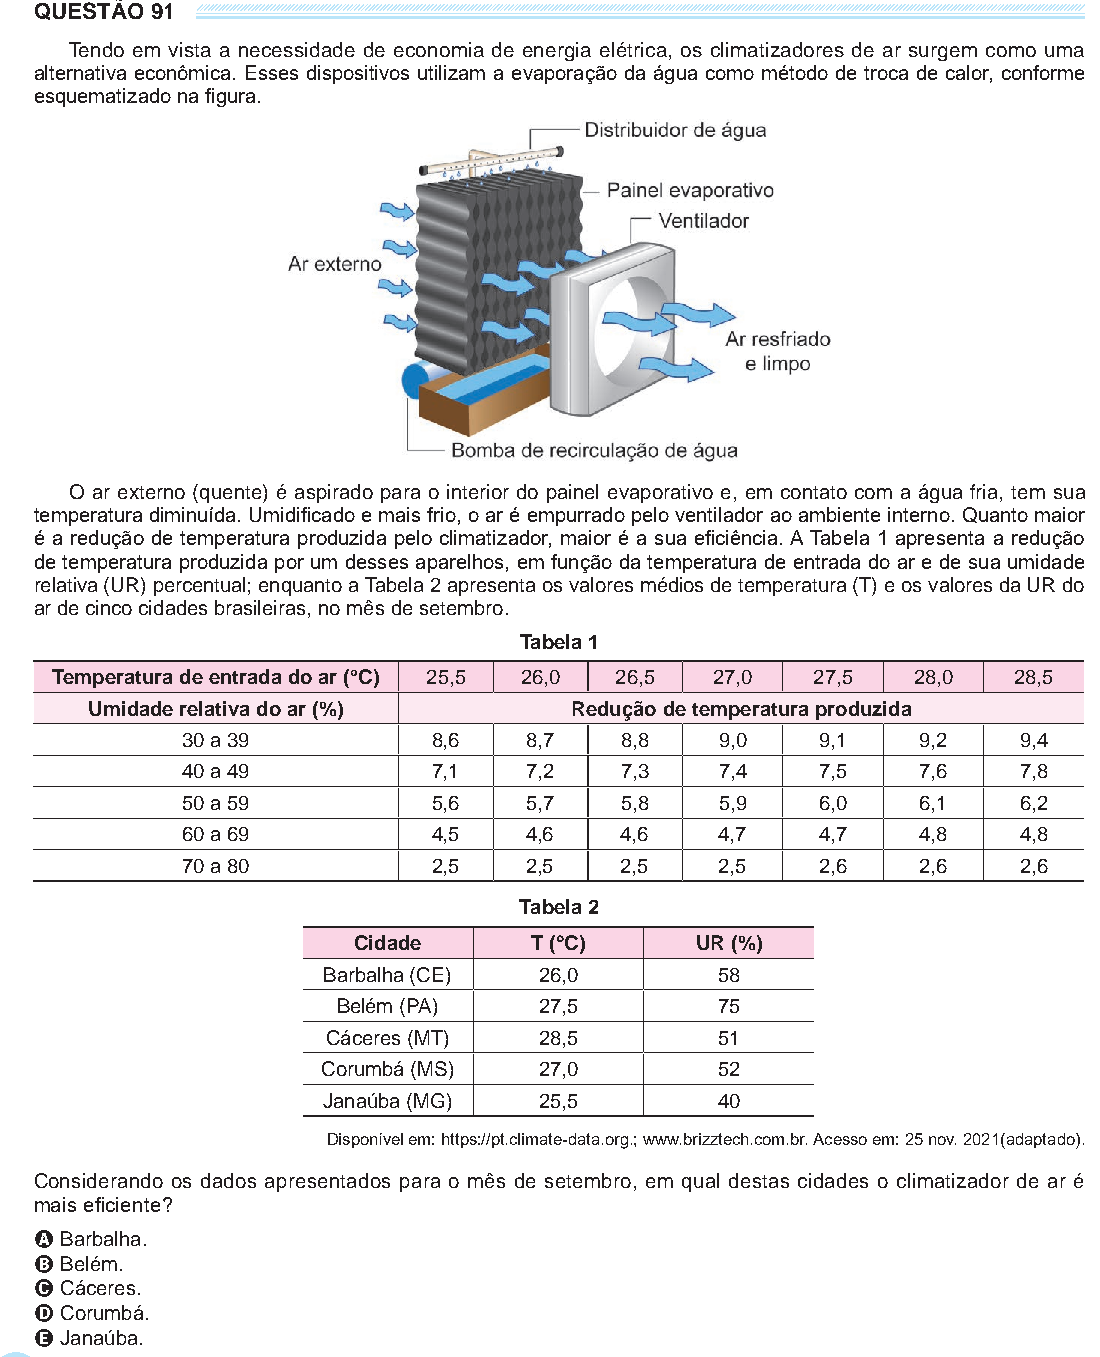 QUESTÃO 91
Tendo em vista a necessidade de economia de energia elétrica, os climatizadores de ar surgem como uma
alternativa econômica. Esses dispositivos utilizam a evaporação da água como método de troca de calor, conforme
esquematizado na figura.
Distribuidor de água
Painel evaporativo
Ventilador
Ar externo
Ar resfriado
e limpo
Bomba de recirculação de água
O ar externo (quente) é aspirado para o interior do painel evaporativo e, em contato com a água fria, tem sua
temperatura diminuída. Umidificado e mais frio, o ar é empurrado pelo ventilador ao ambiente interno. Quanto maior
é a redução de temperatura produzida pelo climatizador, maior é a sua eficiência. A Tabela 1 apresenta a redução
de temperatura produzida por um desses aparelhos, em função da temperatura de entrada do ar e de sua umidade
relativa (UR) percentual; enquanto a Tabela 2 apresenta os valores médios de temperatura (T) e os valores da UR do
ar de cinco cidades brasileiras, no mês de setembro.
Tabela 1
Temperatura de entrada do ar (°C) 25,5 26,0 26,5 27,0 27,5 28,0 28,5
Umidade relativa do ar (%) Redução de temperatura produzida
30 a 39 8,6 8,7 8,8 9,0 9,1 9,2 9,4
40 a 49 7,1 7,2 7,3 7,4 7,5 7,6 7,8
50 a 59 5,6 5,7 5,8 5,9 6,0 6,1 6,2
60 a 69 4,5 4,6 4,6 4,7 4,7 4,8 4,8
70 a 80 2,5 2,5 2,5 2,5 2,6 2,6 2,6
Tabela 2
Cidade T (°C) UR (%)
Barbalha (CE) 26,0 58
Belém (PA) 27,5 75
Cáceres (MT) 28,5 51
Corumbá (MS) 27,0 52
Janaúba (MG) 25,5 40
Disponível em: https://pt.climate-data.org.; www.brizztech.com.br. Acesso em: 25 nov. 2021(adaptado).
Considerando os dados apresentados para o mês de setembro, em qual destas cidades o climatizador de ar é
mais eficiente?
A Barbalha.
B Belém.
C Cáceres.
D Corumbá.
E Janaúba.